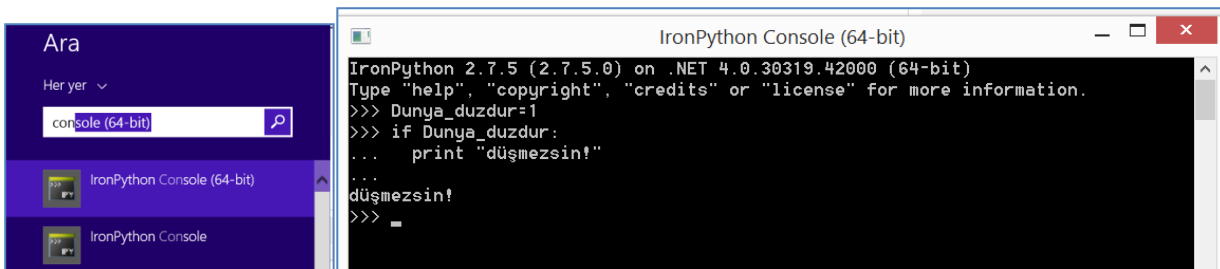 Ara
Her yer
console (64-bit)
IronPython Console (64-bit)
IronPython Console
IronPython Console (64-bit)
IronPython 2.7.5 (2.7.5.0) on .NET 4.0.30319.42000 (64-bit)
Type "help", "copyright", "credits" or "license" for more information.
>>> Dunya_duzdur=1
>>> if Dunya_duzdur:
...   print "düşmezsin!"
...
düşmezsin!
>>> _